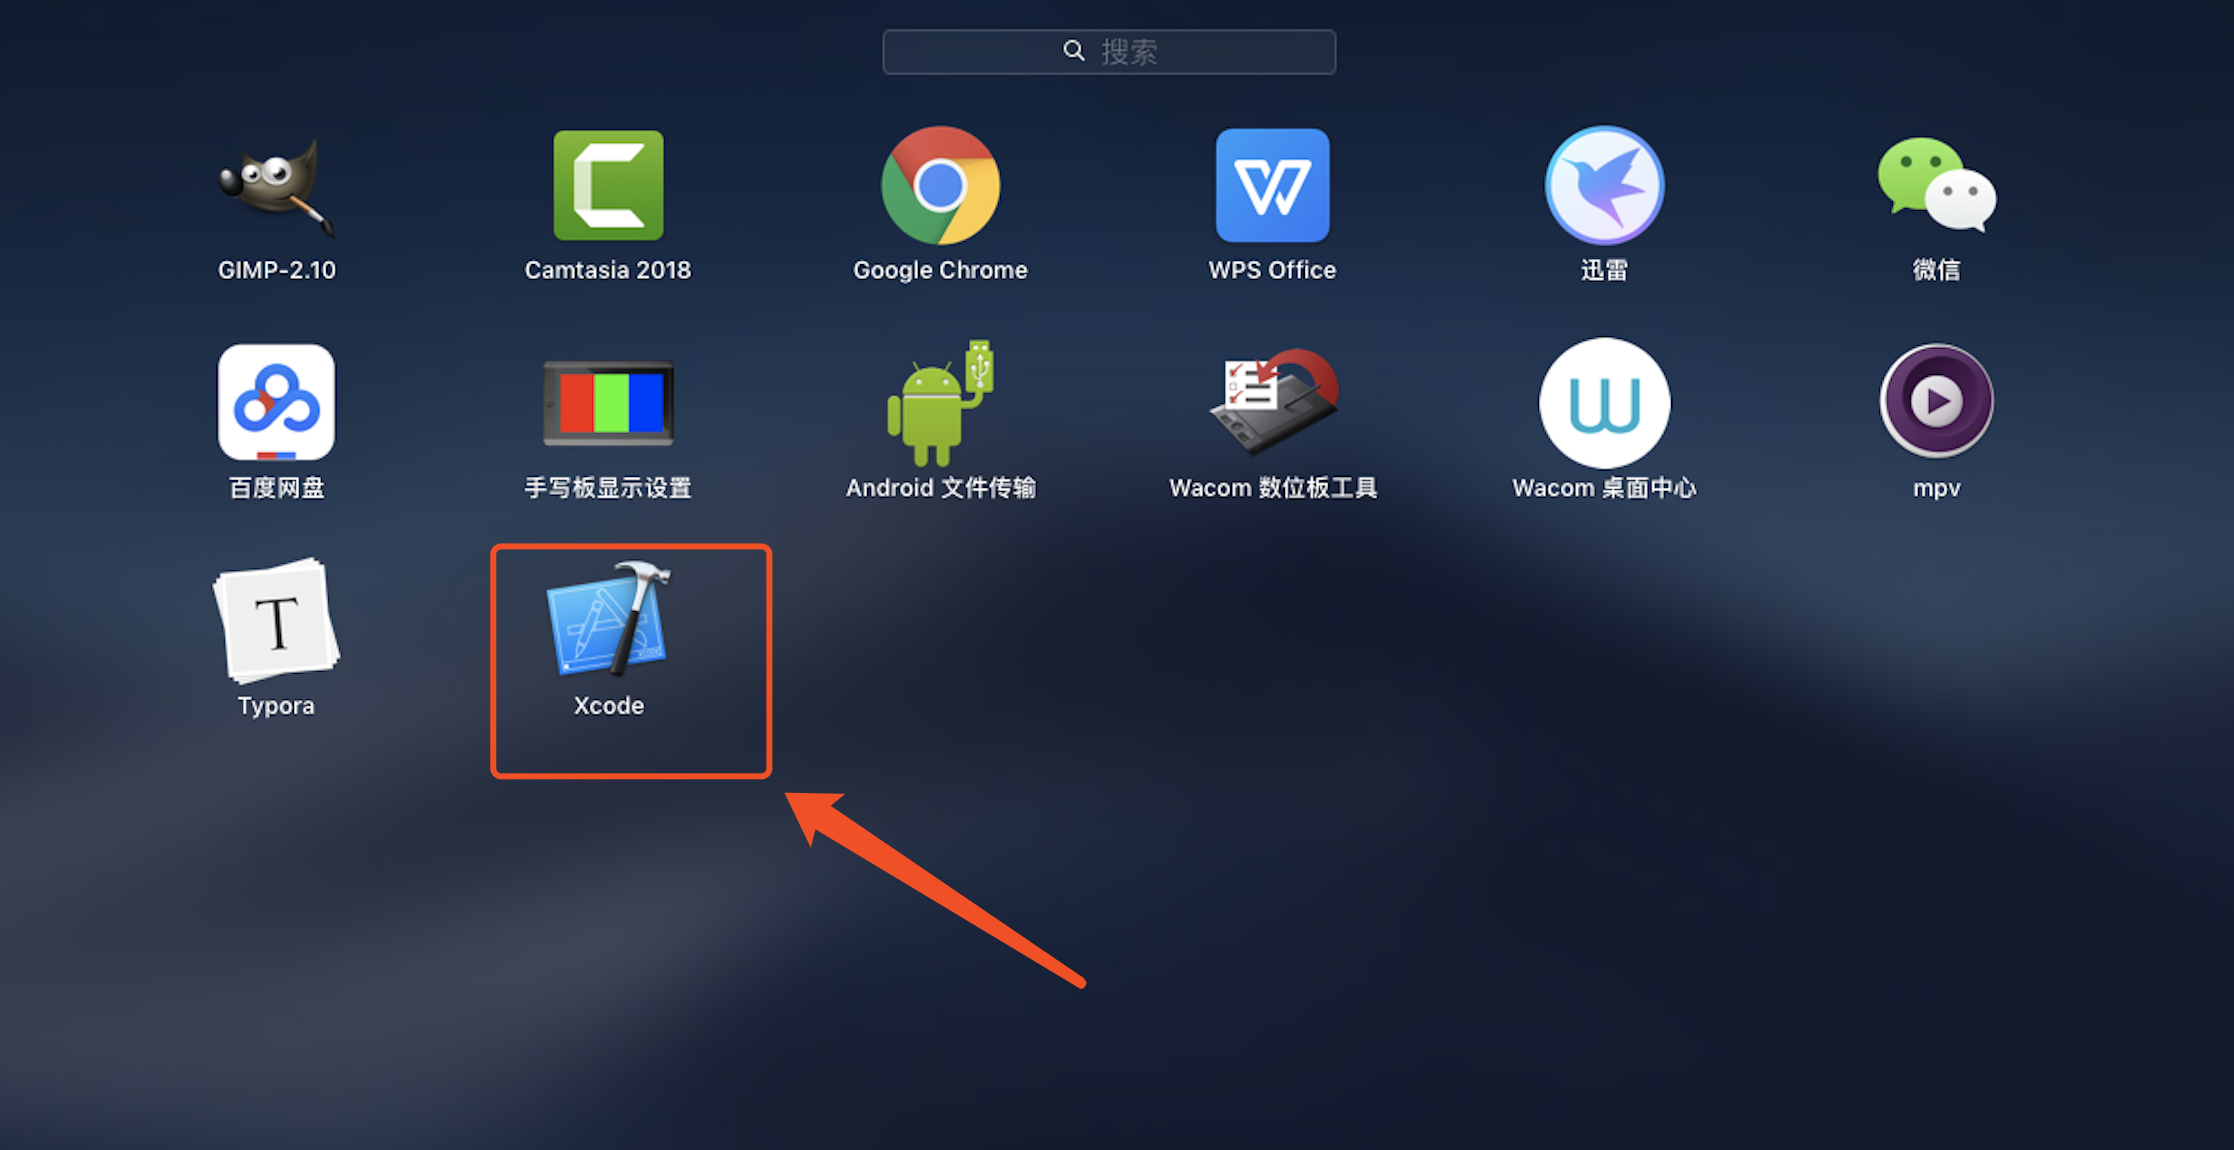 搜索
GIMP-2.10
Camtasia 2018
Google Chrome
WPS Office
迅雷
微信
百度网盘
手写板显示设置
Android 文件传输
Wacom 数位板工具
Wacom 桌面中心
mpv
T
Typora
Xcode